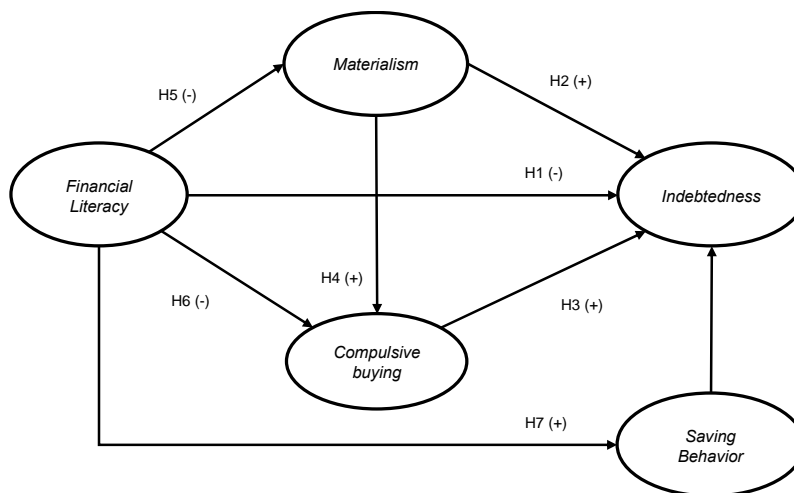 Materialism
H5 (-)
H2 (+)
Financial
Literacy
H1 (-)
Indebtedness
H4 (+)
H6 (-)
H3 (+)
Compulsive
buying
H7 (+)
Saving
Behavior